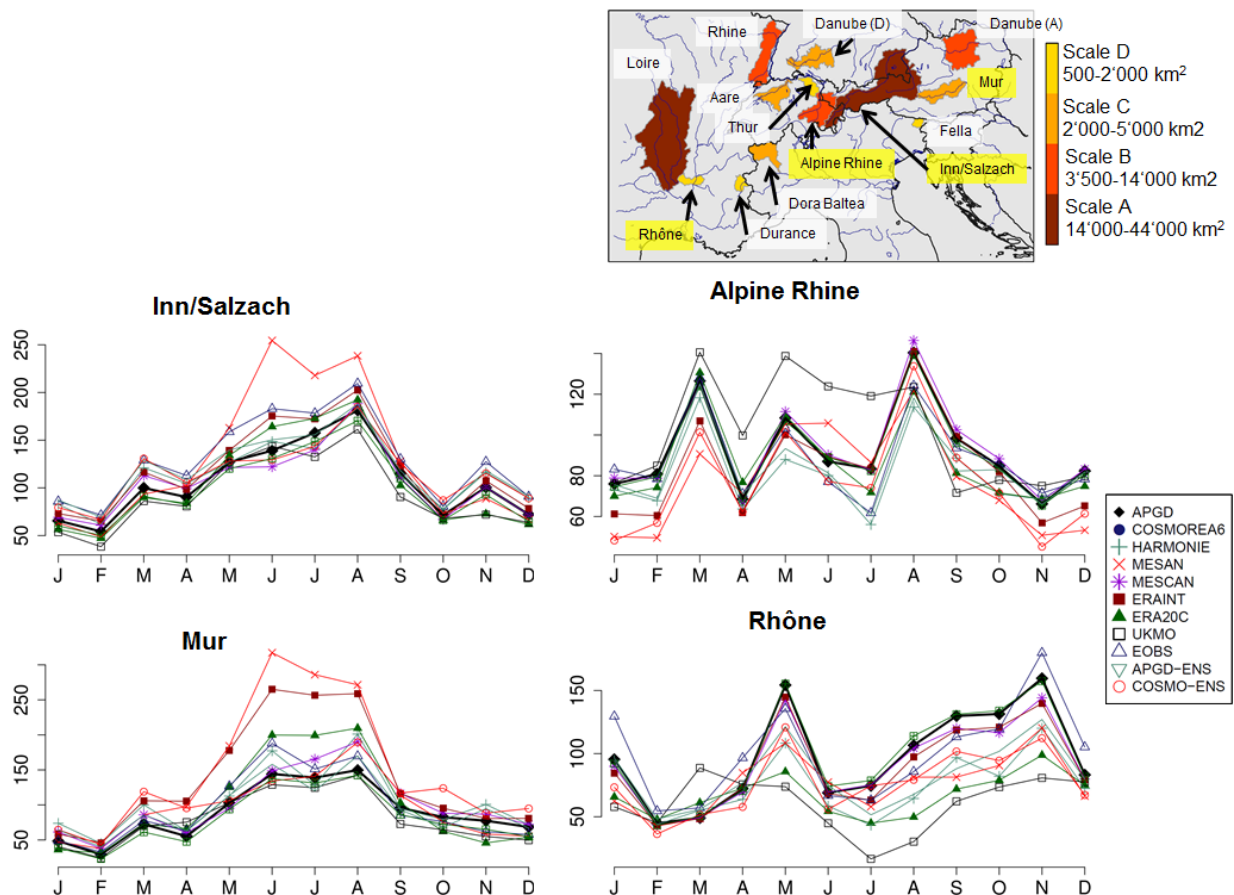 Rhine
Danube (D)
Danube (A)
Loire
Aare
Thur
Mur
Fella
Alpine Rhine
Inn/Salzach
Dora Baltea
Rhône
Durance
Scale D
500-2'000 km²
Scale C
2'000-5'000 km2
Scale B
3'500-14'000 km2
Scale A
14'000-44'000 km²
Inn/Salzach
250
200
150
100
50
J F M A M J J A S O N D
Alpine Rhine
120
80
60
J F M A M J J A S O N D
Mur
250
150
50
J F M A M J J A S O N D
Rhône
150
100
50
J F M A M J J A S O N D
APGD
COSMOREA6
HARMONIE
MESAN
MESCAN
ERAINT
ERA20C
UKMO
EOBS
APGD-ENS
COSMO-ENS